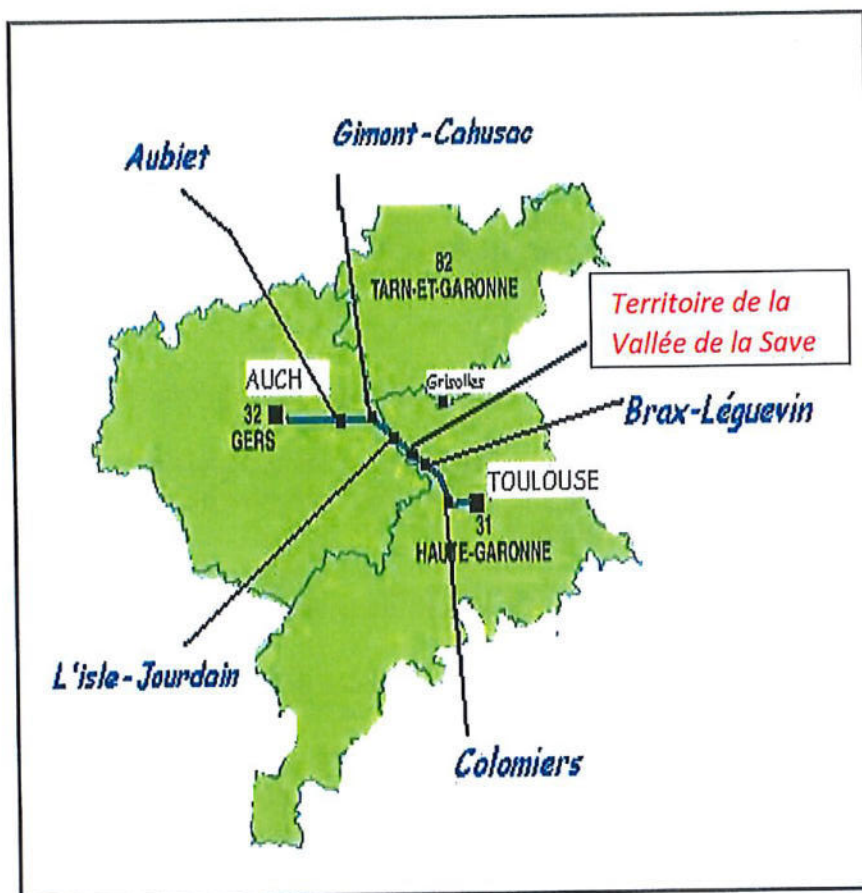 Gimont-Cahusac
Aubiet
82
TARN-ET-GARONNE
Territoire de la
Vallée de la Save
AUCH
Grisolles
32
GERS
Brax-Léguevin
TOULOUSE
31
HAUTE-GARONNE
L'isle-Jourdain
Colomiers